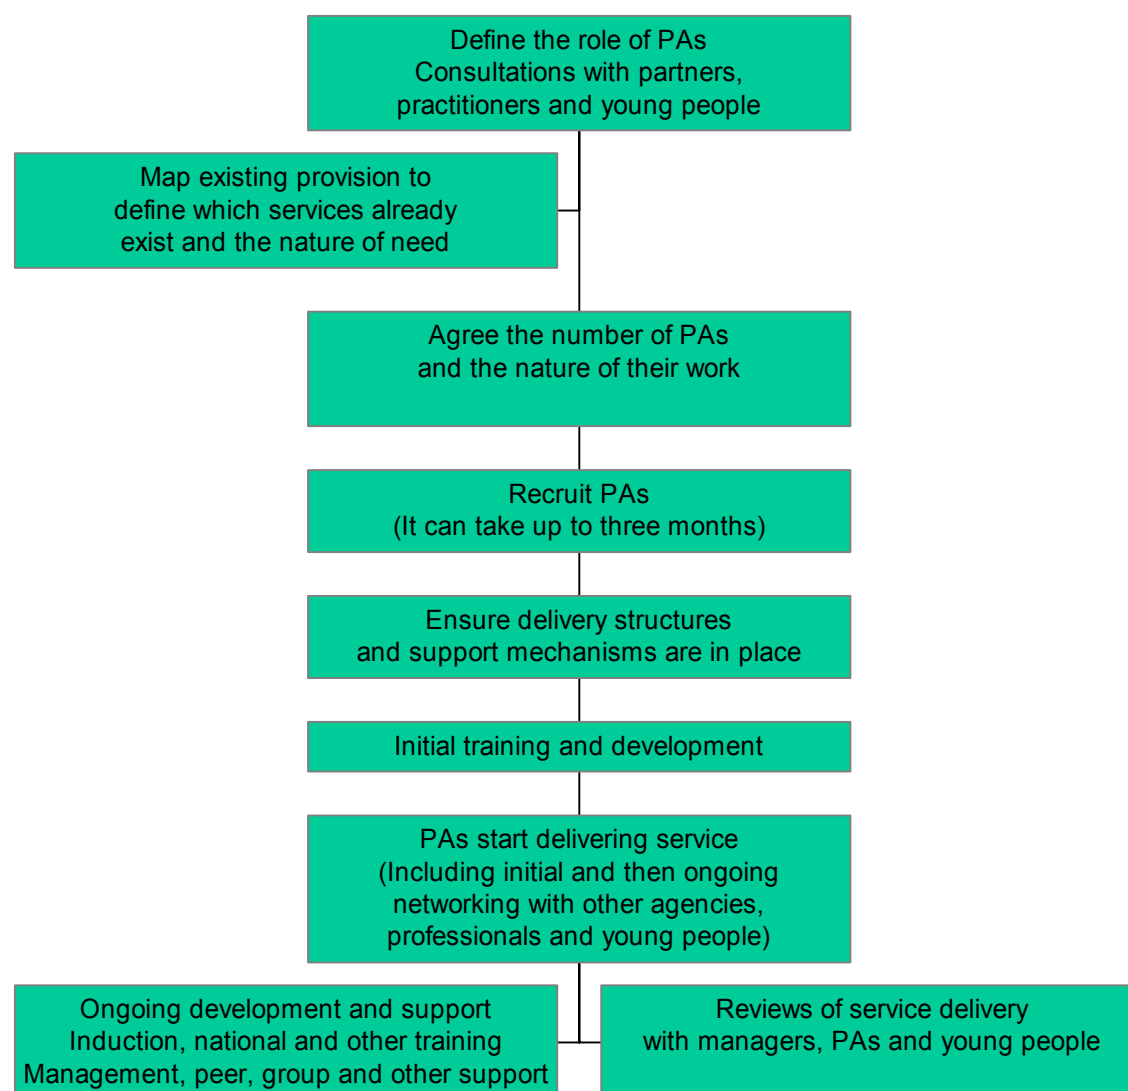 Define the role of PAs
Consultations with partners,
practitioners and young people
Map existing provision to
define which services already
exist and the nature of need
Agree the number of PAs
and the nature of their work
Recruit PAs
(It can take up to three months)
Ensure delivery structures
and support mechanisms are in place
Initial training and development
PAs start delivering service
(Including initial and then ongoing
networking with other agencies,
professionals and young people)
Ongoing development and support
Induction, national and other training
Management, peer, group and other support
Reviews of service delivery
with managers, PAs and young people